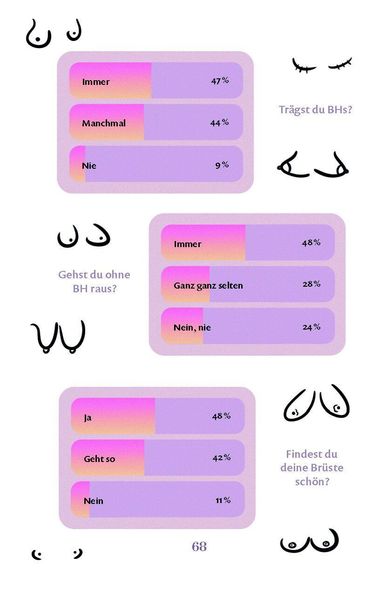 Immer 47%
Manchmal 44%
Nie 9%
Trägst du BHs?
Immer 48%
Ganz ganz selten 28%
Nein, nie 24%
Gehst du ohne
BH raus?
Ja 48%
Geht so 42%
Nein 11%
Findest du
deine Brüste
schön?
68